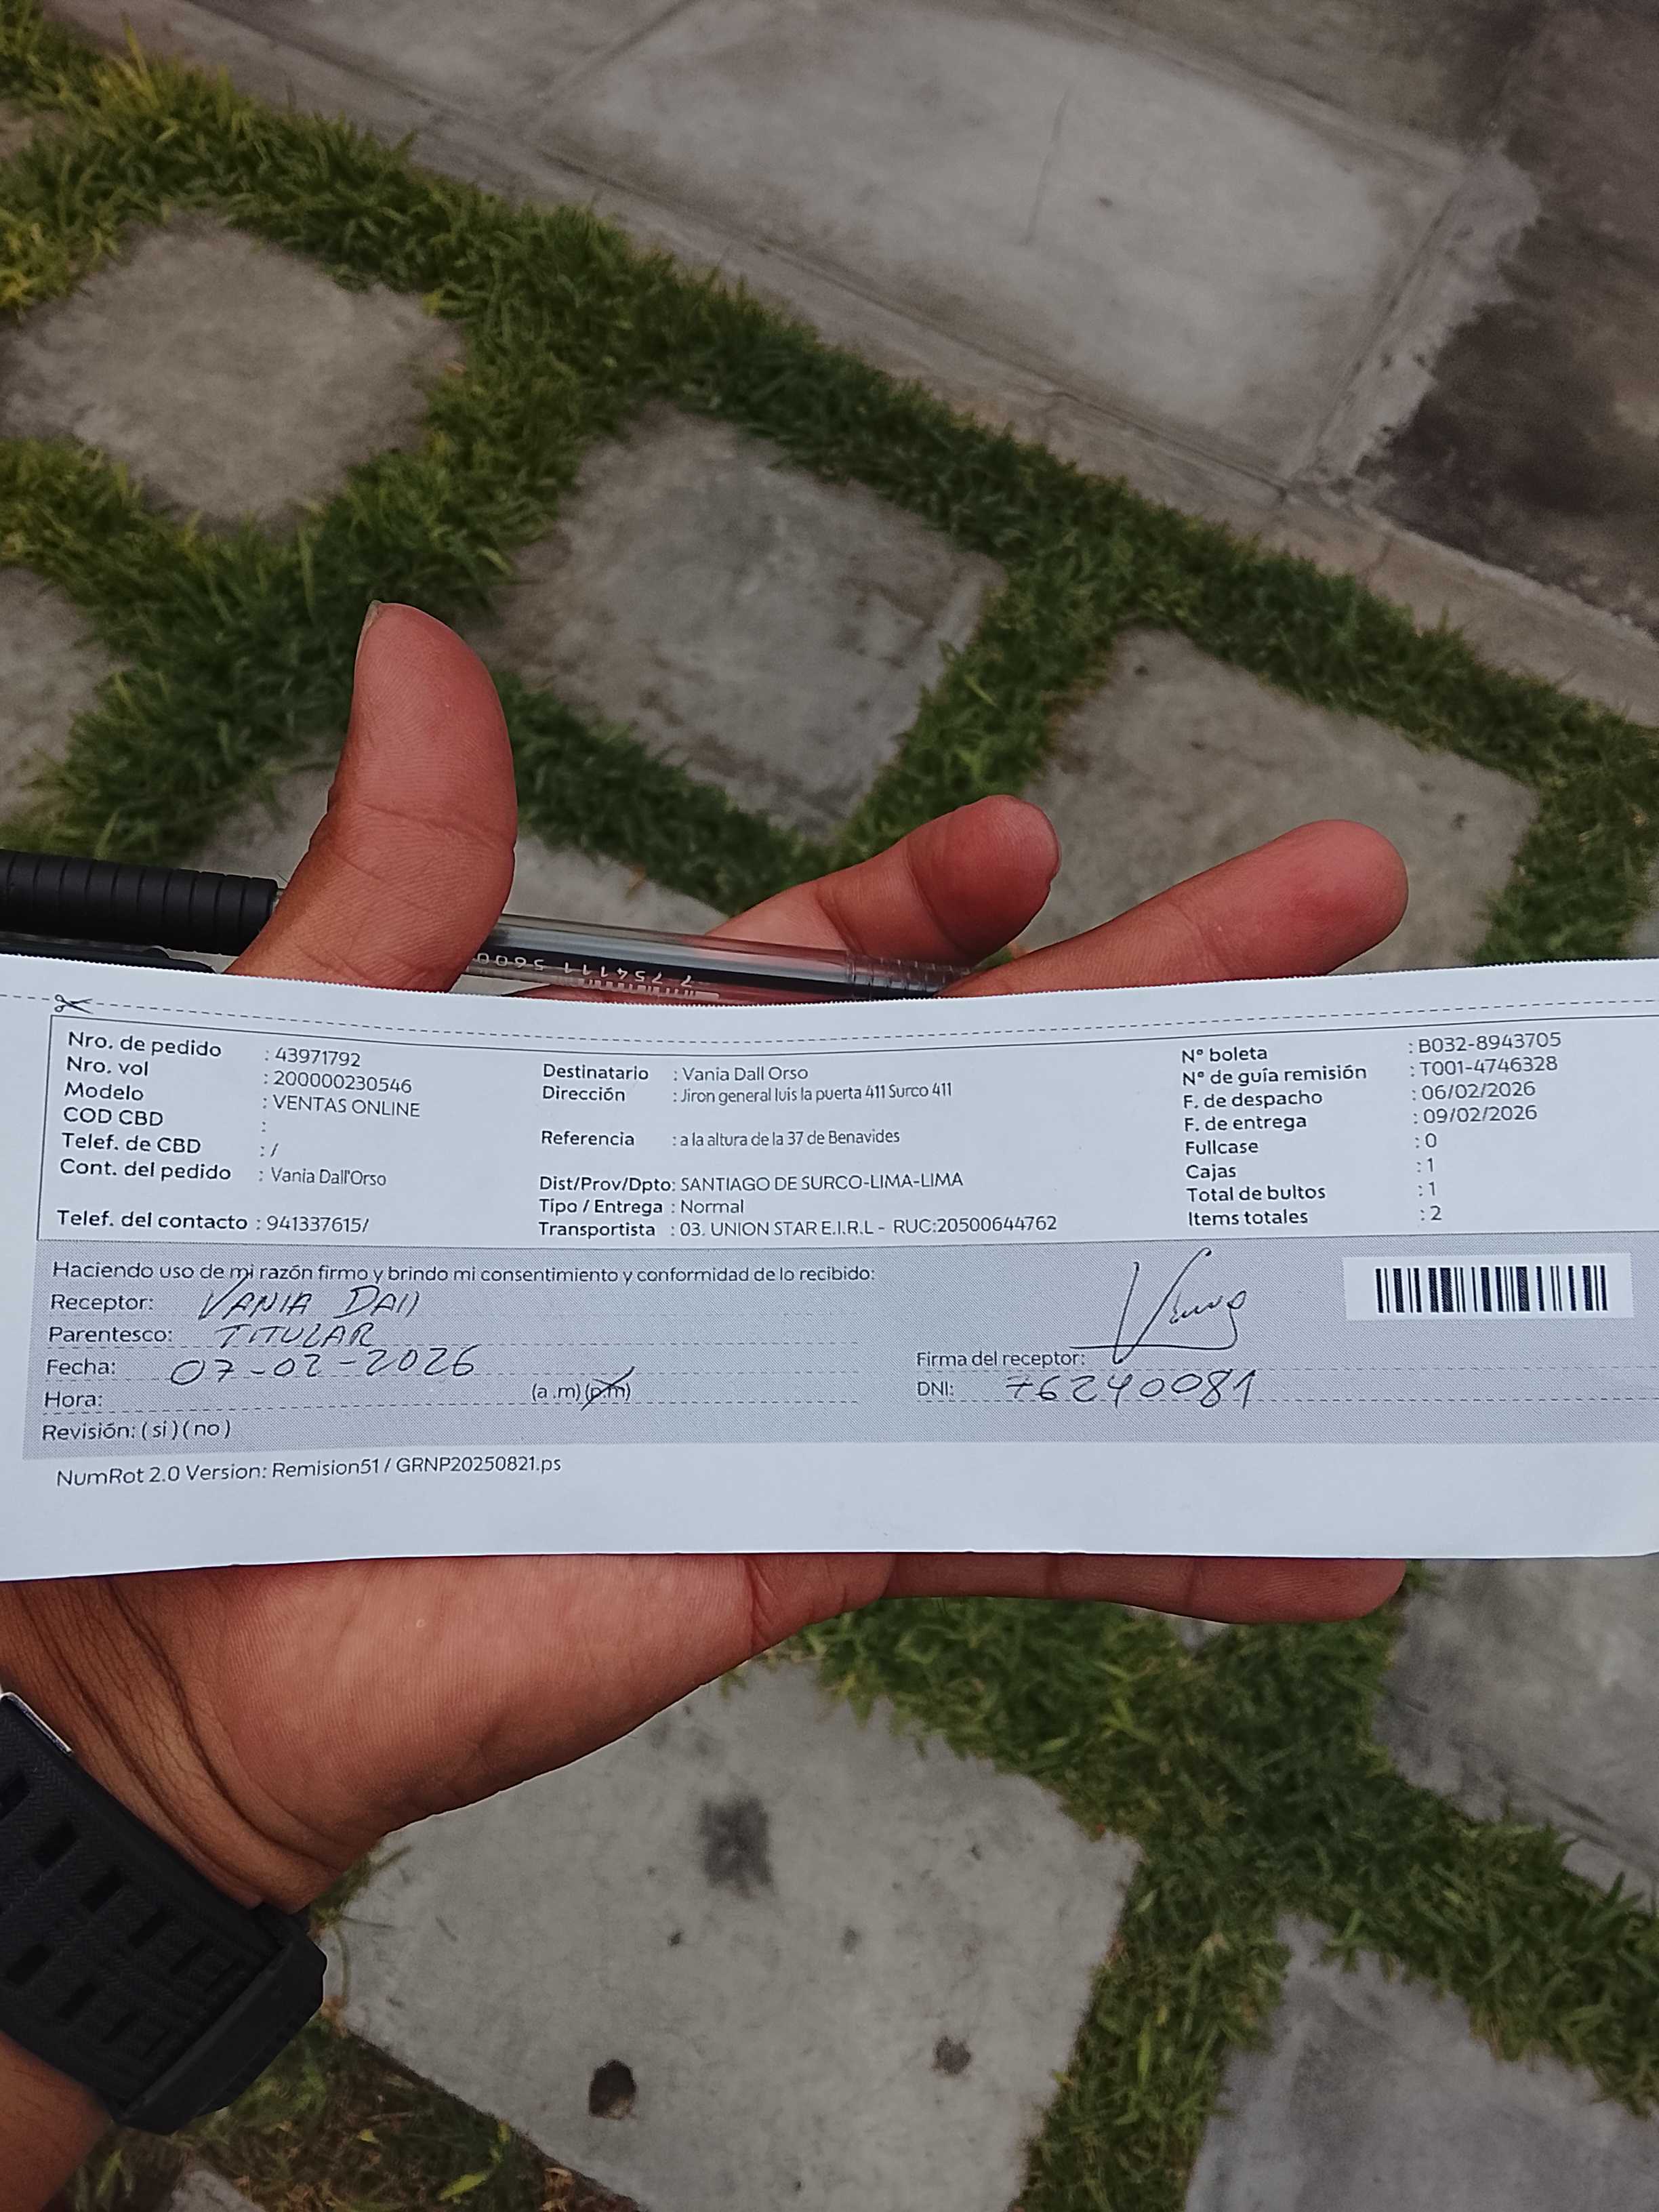 7 754111 5600
Nro. de pedido : 43971792
Nro. vol : 200000230546
Modelo : VENTAS ONLINE
COD CBD :
Telef. de CBD : /
Cont. del pedido : Vania Dall'Orso
Telef. del contacto : 941337615/
Destinatario : Vania Dall Orso
Dirección : Jiron general luis la puerta 411 Surco 411
Referencia : a la altura de la 37 de Benavides
Dist/Prov/Dpto: SANTIAGO DE SURCO-LIMA-LIMA
Tipo / Entrega : Normal
Transportista : 03. UNION STAR E.I.R.L - RUC:20500644762
N° boleta : B032-8943705
N° de guía remisión : T001-4746328
F. de despacho : 06/02/2026
F. de entrega : 09/02/2026
Fullcase : 0
Cajas : 1
Total de bultos : 1
Items totales : 2
Haciendo uso de mi razón firmo y brindo mi consentimiento y conformidad de lo recibido:
Receptor: VANIA DAll
Parentesco: TITULAR
Fecha: 07-02-2026
Hora: (a.m) (p.m)
Revisión: (si) (no)
Firma del receptor:
DNI: 76240081
NumRot 2.0 Version: Remision51 / GRNP20250821.ps